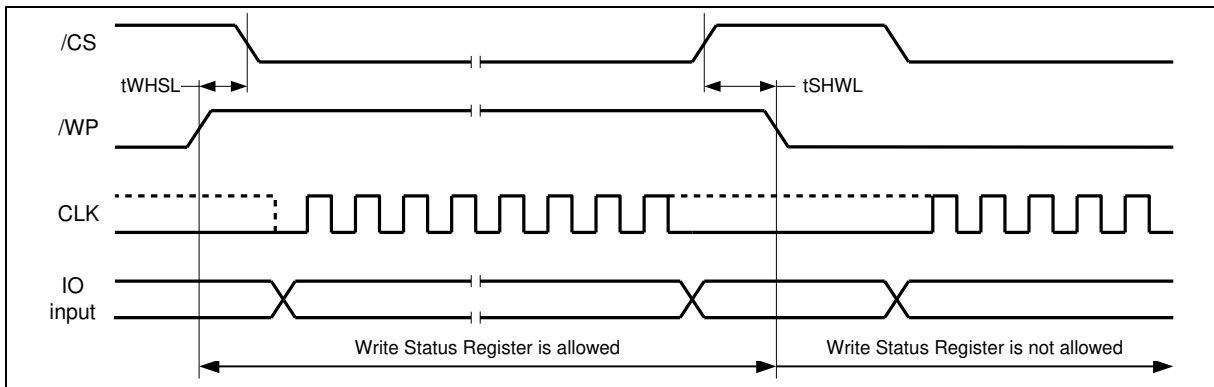 /CS
tWHSL
tSHWL
/WP
CLK
IO
input
Write Status Register is allowed
Write Status Register is not allowed